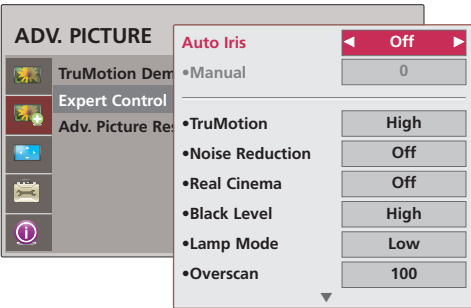 ADV. PICTURE
TruMotion Dem
Expert Control
Adv. Picture Res
Auto Iris ◀ Off ▶
•Manual 0
•TruMotion High
•Noise Reduction Off
•Real Cinema Off
•Black Level High
•Lamp Mode Low
•Overscan 100
▼